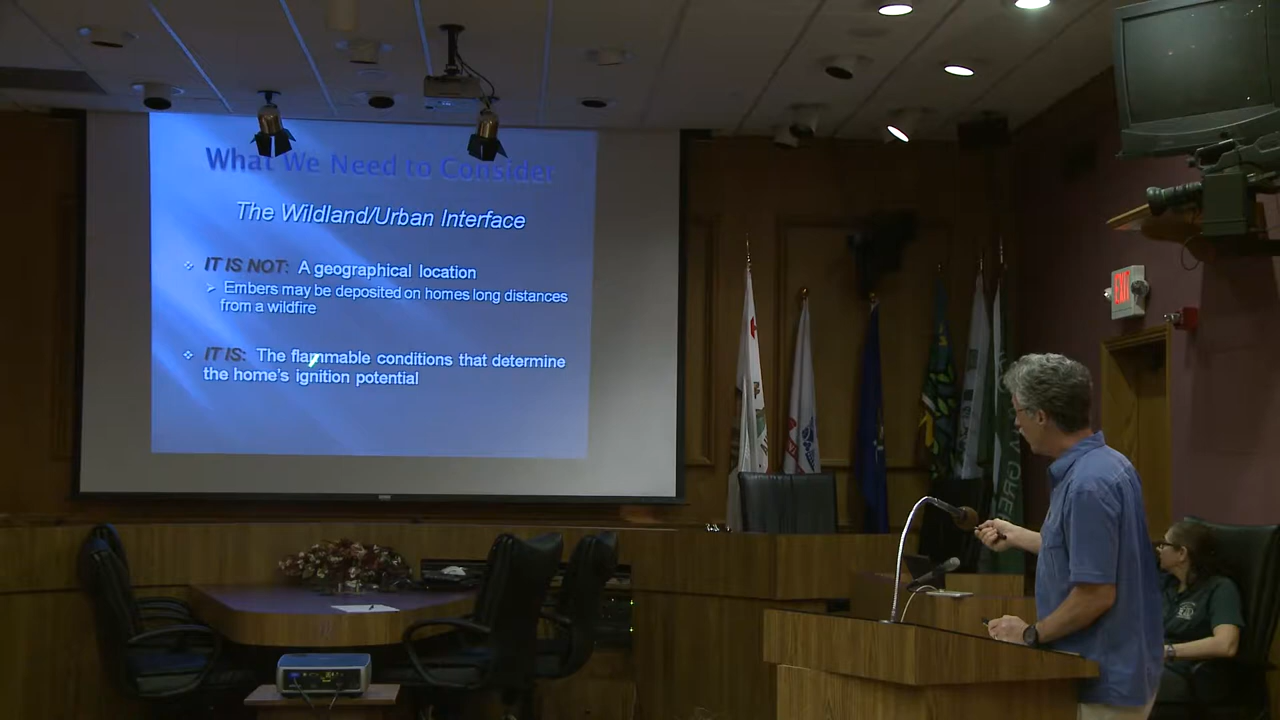 What We Need to Consider
The Wildland/Urban Interface
IT IS NOT: A geographical location
Embers may be deposited on homes long distances
from a wildfire
IT IS: The flammable conditions that determine
the home's ignition potential
EXIT